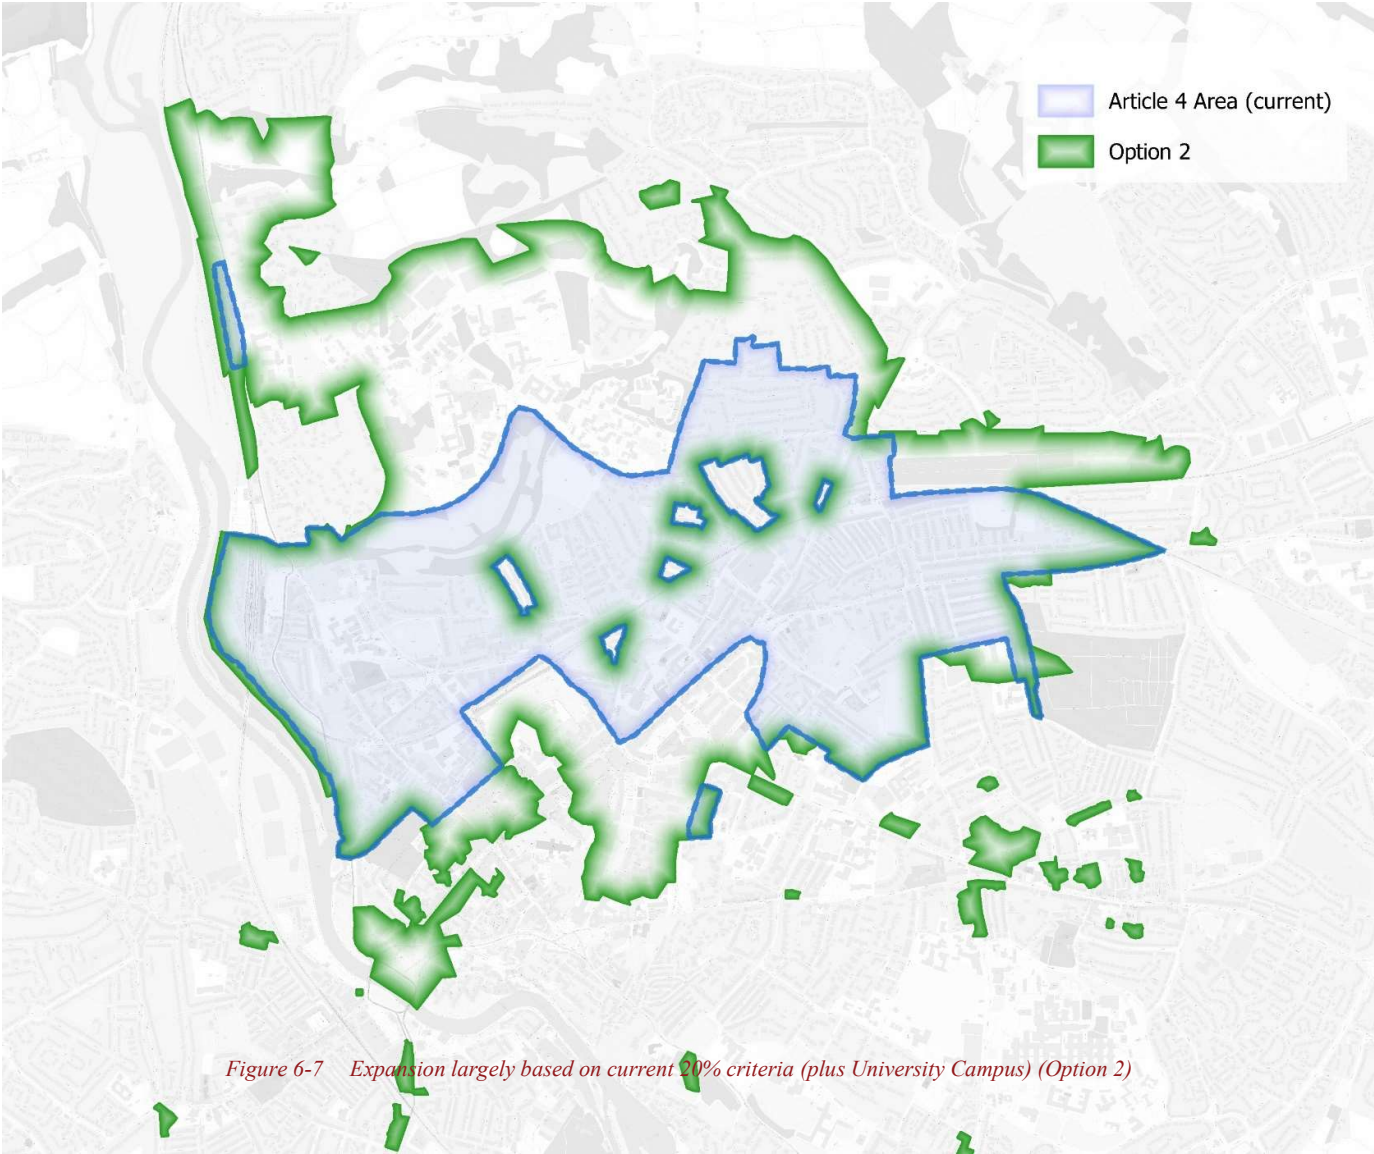 Article 4 Area (current)
Option 2
Figure 6-7 Expansion largely based on current 20% criteria (plus University Campus) (Option 2)